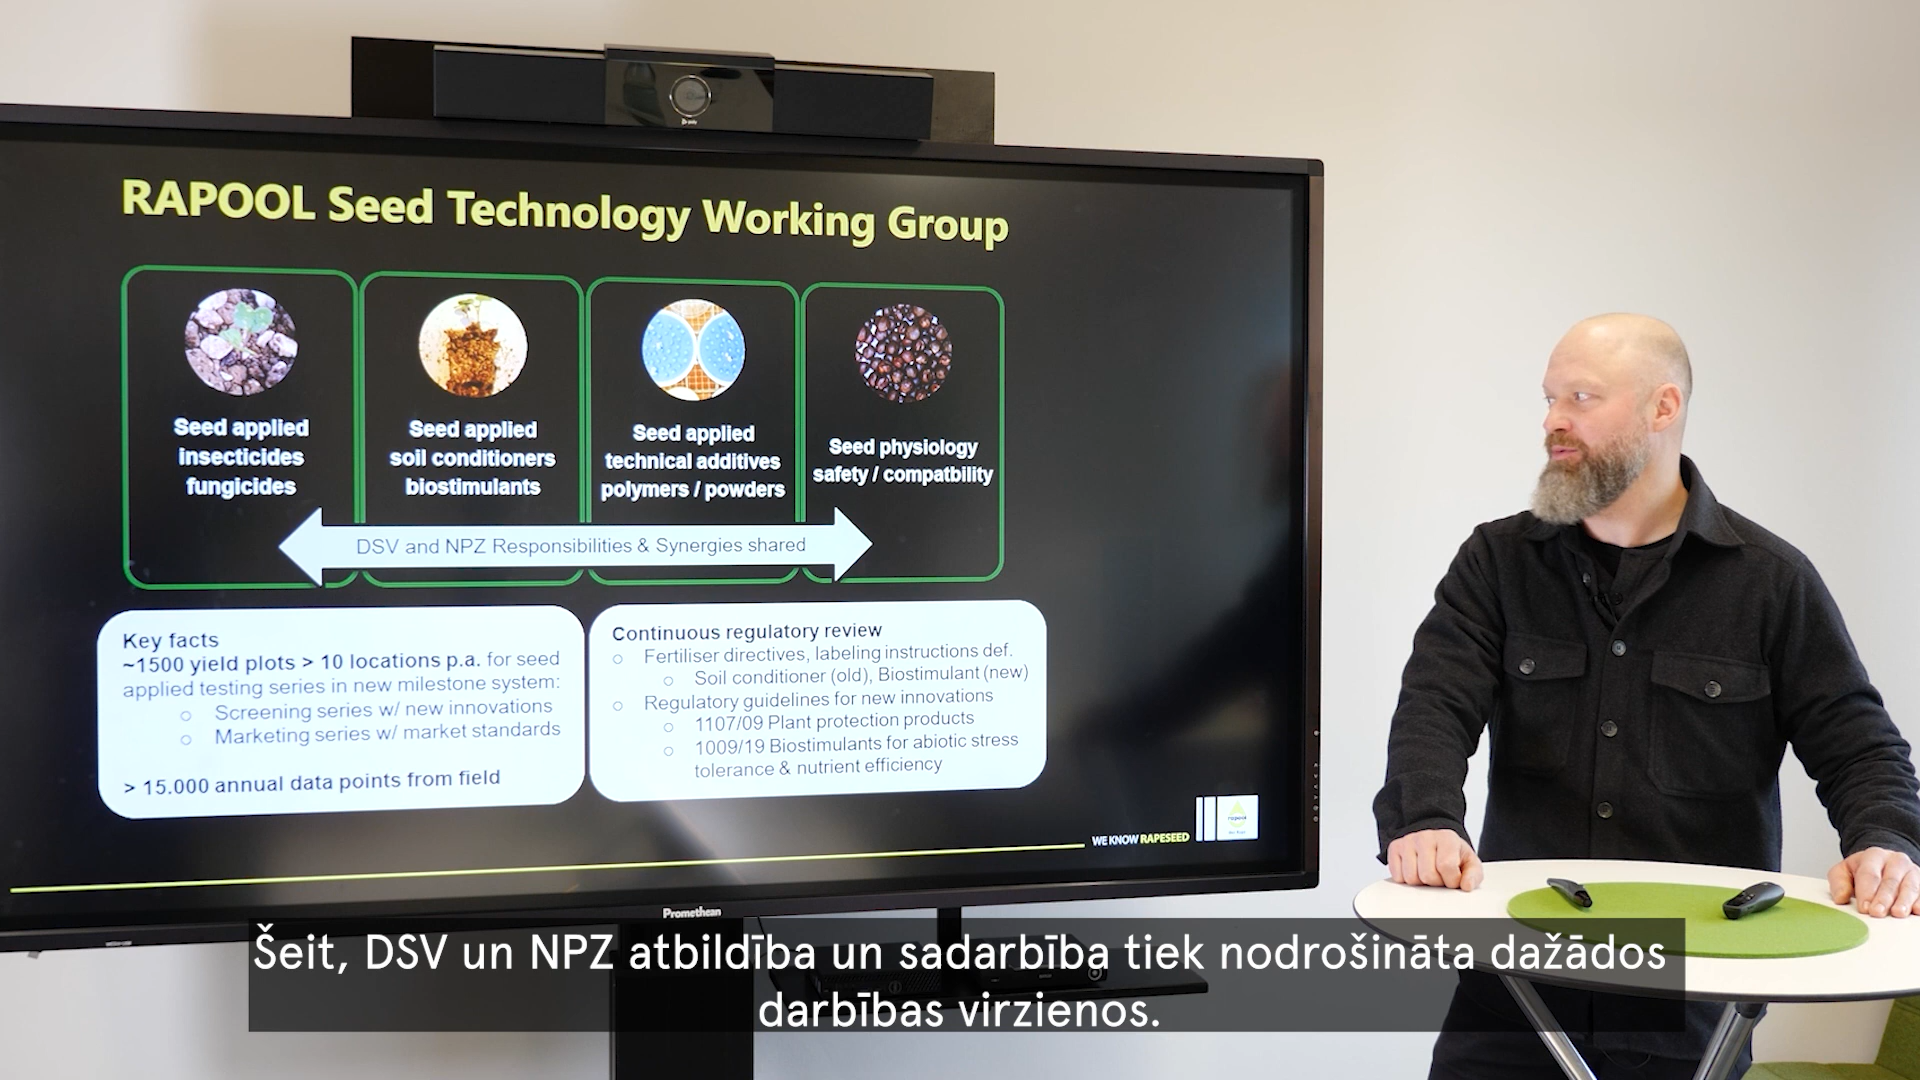 poly
RAPOOL Seed Technology Working Group
Seed applied
insecticides
fungicides
Seed applied
soil conditioners
biostimulants
Seed applied
technical additives
polymers / powders
Seed physiology
safety / compatbility
DSV and NPZ Responsibilities & Synergies shared
Key facts
~1500 yield plots > 10 locations p.a. for seed
applied testing series in new milestone system:
○ Screening series w/ new innovations
○ Marketing series w/ market standards
> 15.000 annual data points from field
Continuous regulatory review
○ Fertiliser directives, labeling instructions def.
○ Soil conditioner (old), Biostimulant (new)
○ Regulatory guidelines for new innovations
○ 1107/09 Plant protection products
○ 1009/19 Biostimulants for abiotic stress
tolerance & nutrient efficiency
WE KNOW RAPESEED
rapool
Promethean
Šeit, DSV un NPZ atbildība un sadarbība tiek nodrošināta dažādos
darbības virzienos.